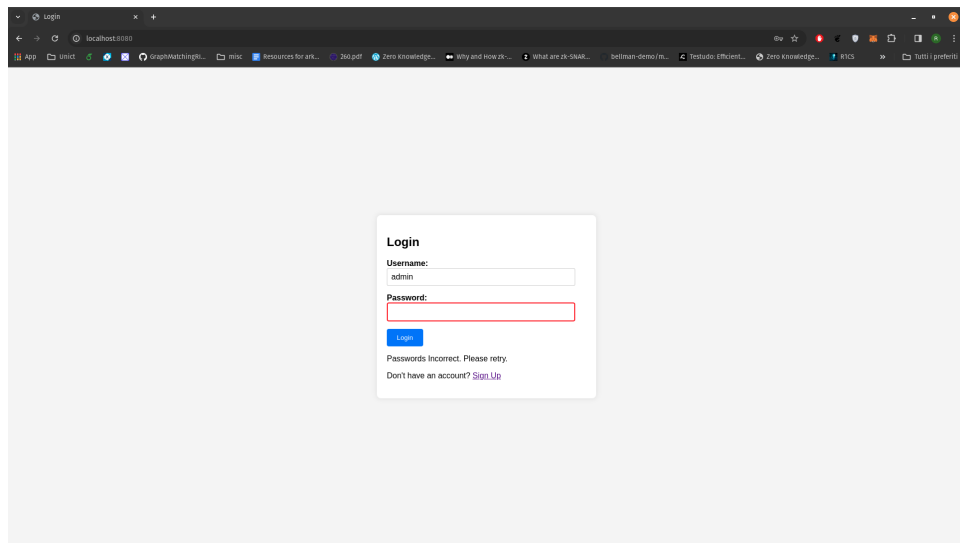 Login
localhost:8080
App
Unict
GraphMatchingRi...
misc
Resources for ark...
260.pdf
Zero Knowledge...
Why and How zk-...
What are zk-SNAR...
bellman-demo/m...
Testudo: Efficient...
Zero Knowledge...
R1CS
»
Tutti i preferiti
Login
Username:
admin
Password:
Login
Passwords Incorrect. Please retry.
Don't have an account? Sign Up